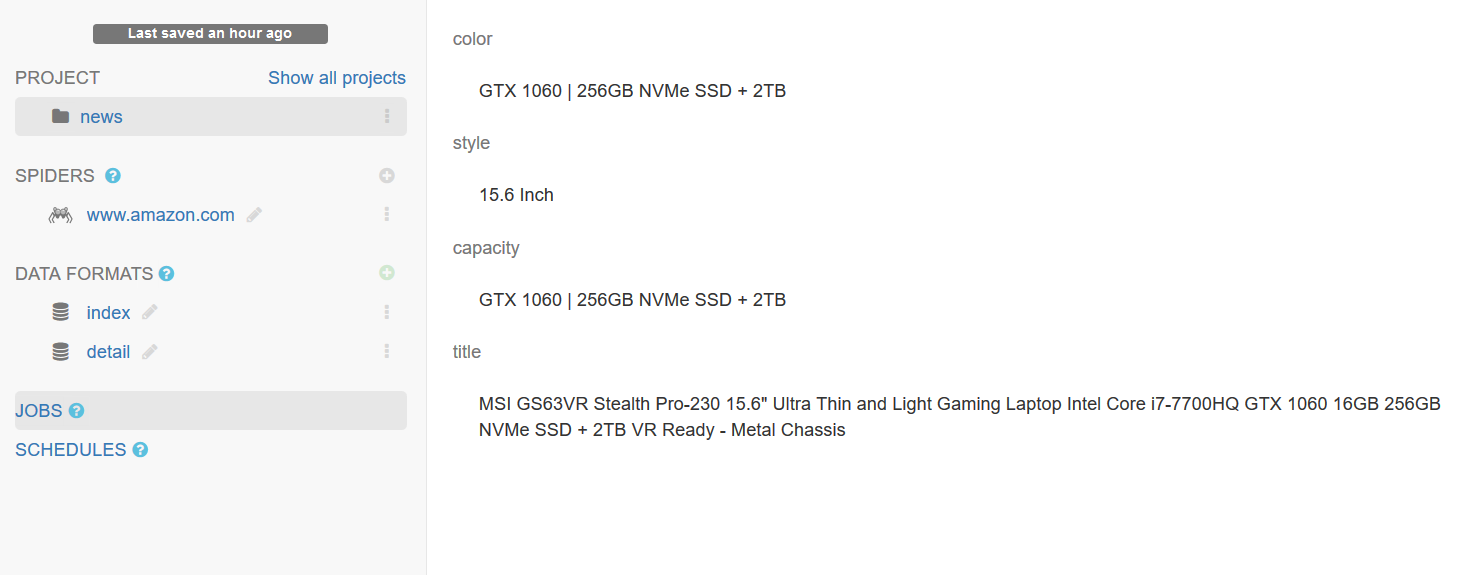 Last saved an hour ago
PROJECT Show all projects
news
SPIDERS ?
www.amazon.com
DATA FORMATS ?
index
detail
JOBS ?
SCHEDULES ?
color
GTX 1060 | 256GB NVMe SSD + 2TB
style
15.6 Inch
capacity
GTX 1060 | 256GB NVMe SSD + 2TB
title
MSI GS63VR Stealth Pro-230 15.6" Ultra Thin and Light Gaming Laptop Intel Core i7-7700HQ GTX 1060 16GB 256GB
NVMe SSD + 2TB VR Ready - Metal Chassis